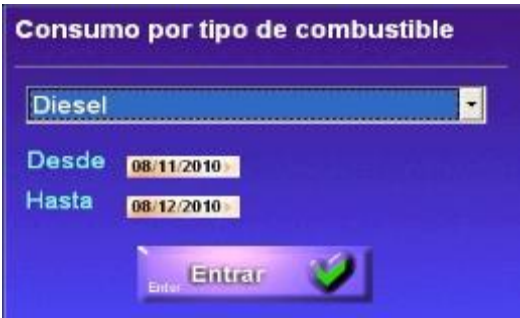 Consumo por tipo de combustible
Diesel
Desde 08/11/2010
Hasta 08/12/2010
Enter Entrar